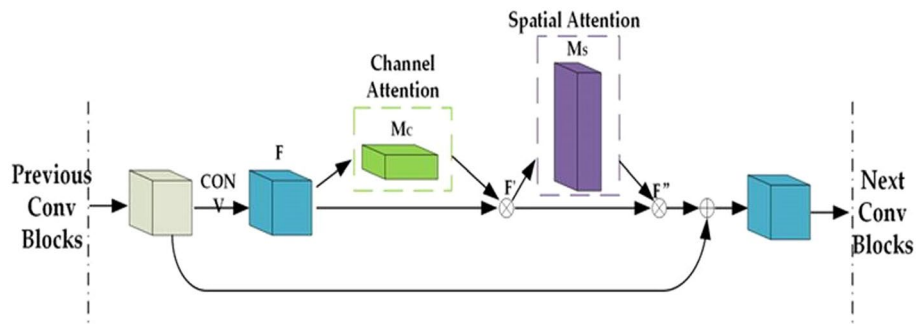 Spatial Attention
Ms
Channel
Attention
Mc
F
Previous
Conv
Blocks
CON
V
F'
F"
Next
Conv
Blocks